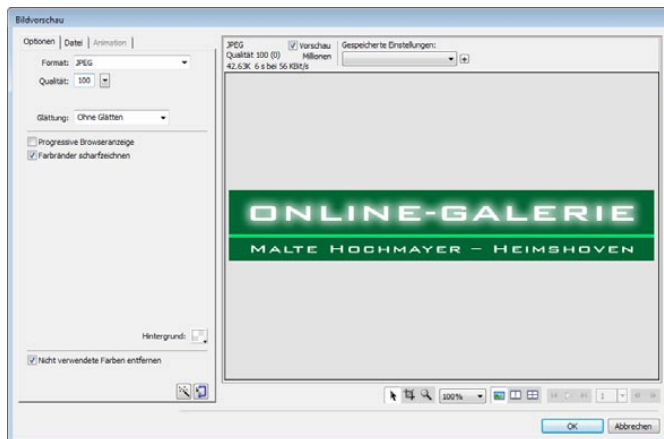 Bildvorschau
Optionen Datei Animation
Format: JPEG
Qualität: 100
Glättung: Ohne Glätten
Progressive Browseranzeige
Farbränder scharfzeichnen
Hintergrund:
Nicht verwendete Farben entfernen
JPEG Vorschau Gespeicherte Einstellungen:
Qualität 100 (0) Millionen
42.63K 6 s bei 56 KBit/s
ONLINE-GALERIE
MALTE HOCHMAYER – HEIMSHOVEN
100% 1
OK Abbrechen